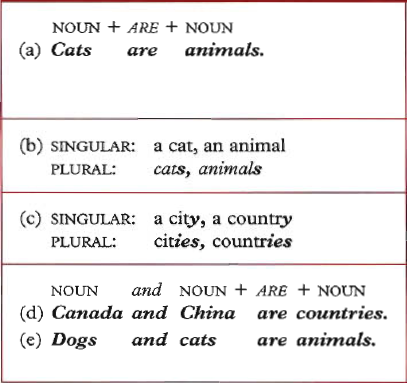 NOUN + ARE + NOUN
(a) Cats are animals.
(b) SINGULAR: a cat, an animal
PLURAL: cats, animals
(c) SINGULAR: a city, a country
PLURAL: cities, countries
NOUN and NOUN + ARE + NOUN
(d) Canada and China are countries.
(e) Dogs and cats are animals.